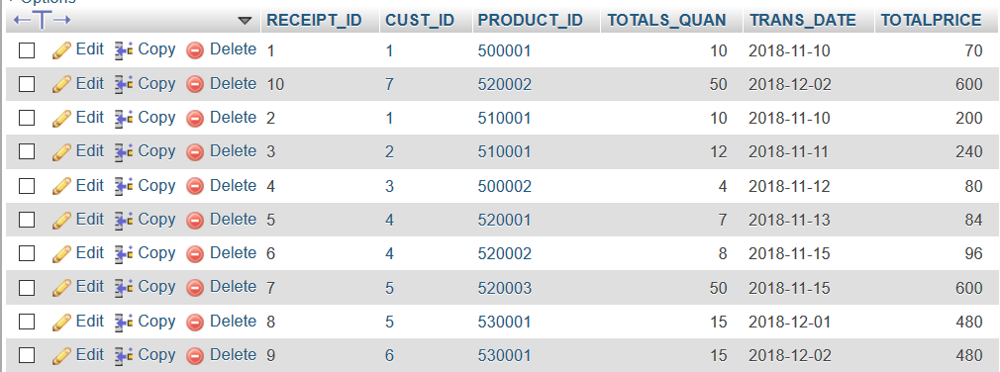 Options
RECEIPT_ID CUST_ID PRODUCT_ID TOTALS_QUAN TRANS_DATE TOTALPRICE
Edit Copy Delete 1 1 500001 10 2018-11-10 70
Edit Copy Delete 10 7 520002 50 2018-12-02 600
Edit Copy Delete 2 1 510001 10 2018-11-10 200
Edit Copy Delete 3 2 510001 12 2018-11-11 240
Edit Copy Delete 4 3 500002 4 2018-11-12 80
Edit Copy Delete 5 4 520001 7 2018-11-13 84
Edit Copy Delete 6 4 520002 8 2018-11-15 96
Edit Copy Delete 7 5 520003 50 2018-11-15 600
Edit Copy Delete 8 5 530001 15 2018-12-01 480
Edit Copy Delete 9 6 530001 15 2018-12-02 480